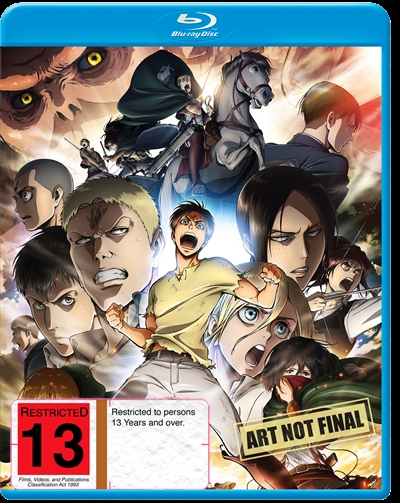 Blu-ray Disc
ART NOT FINAL
RESTRICTED
13
Films, Videos, and Publications
Classification Act 1993
Restricted to persons
13 Years and over.